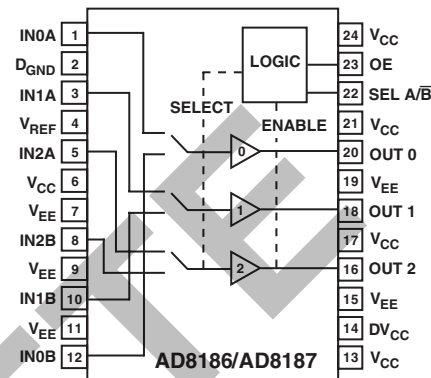 IN0A 1
DGND 2
IN1A 3
VREF 4
IN2A 5
VCC 6
VEE 7
IN2B 8
VEE 9
IN1B 10
VEE 11
IN0B 12
LOGIC
SELECT
ENABLE
0
1
2
24 VCC
23 OE
22 SEL A/B̅
21 VCC
20 OUT 0
19 VEE
18 OUT 1
17 VCC
16 OUT 2
15 VEE
14 DVCC
13 VCC
AD8186/AD8187